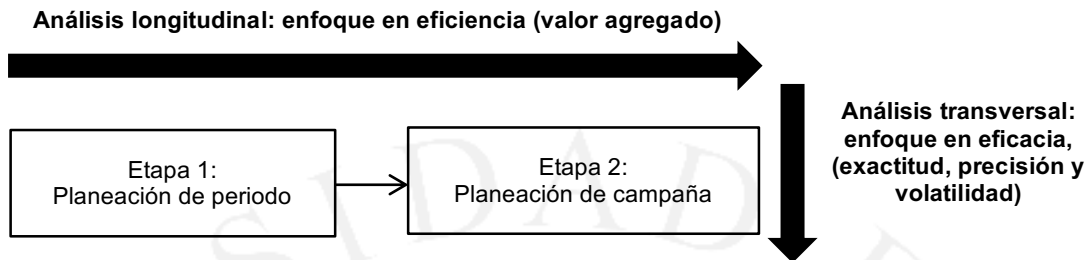 Análisis longitudinal: enfoque en eficiencia (valor agregado)
Etapa 1:
Planeación de periodo
Etapa 2:
Planeación de campaña
Análisis transversal:
enfoque en eficacia,
(exactitud, precisión y
volatilidad)